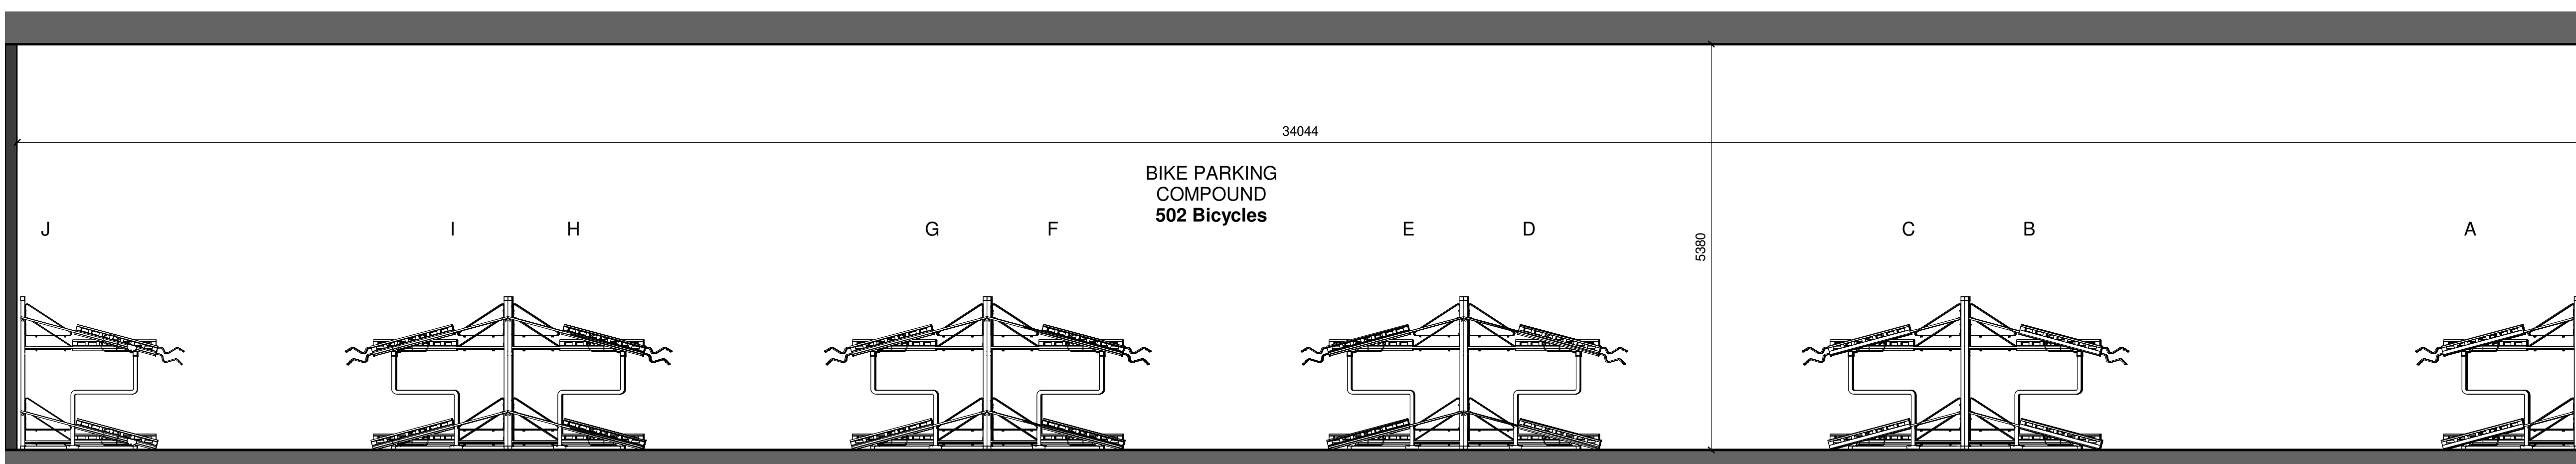 34044
BIKE PARKING
COMPOUND
502 Bicycles
J I H G F E D C B A
5380